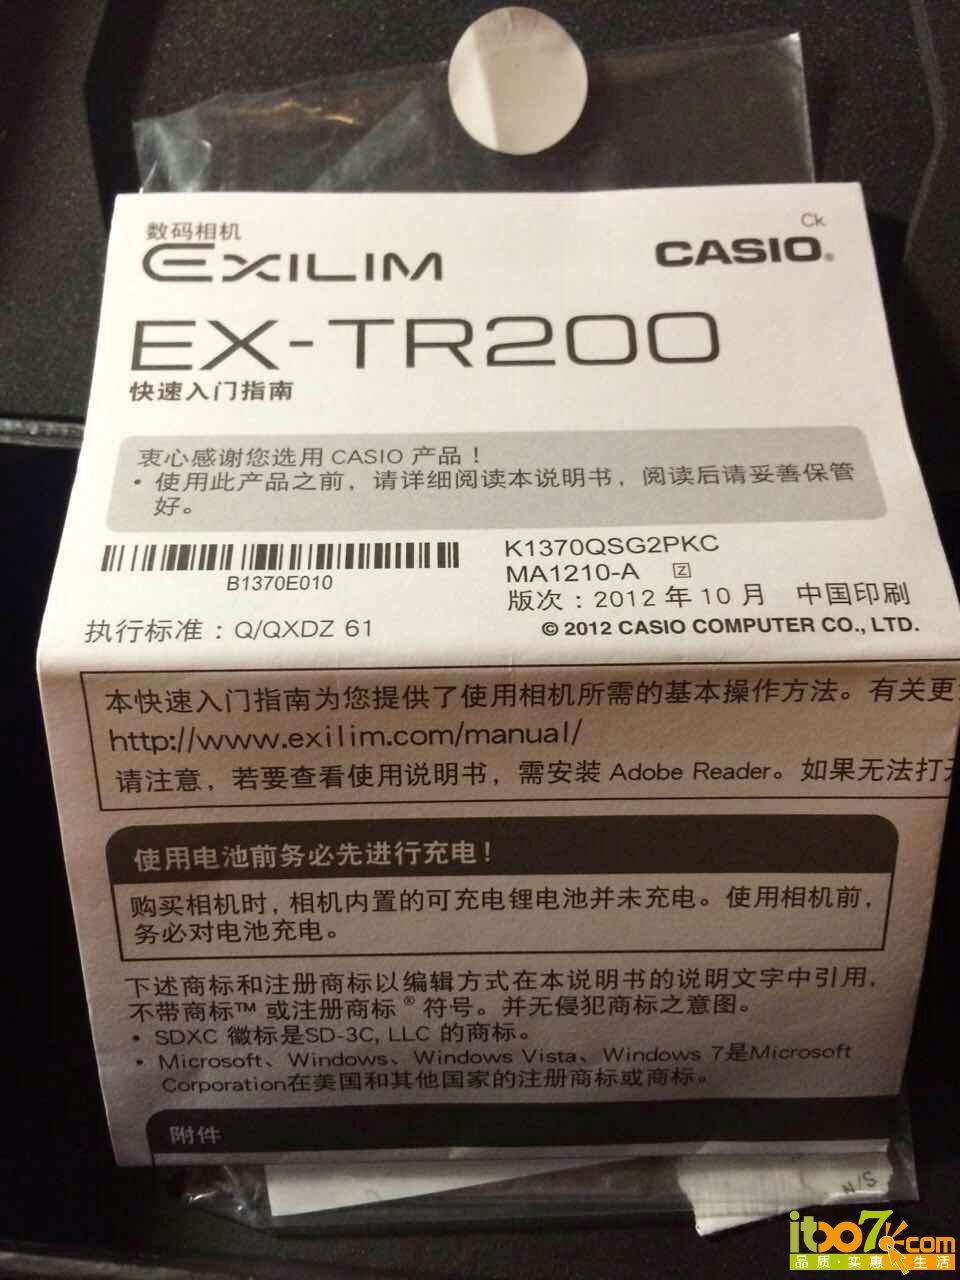 Ck
数码相机
EXILIM
CASIO®
EX-TR200
快速入门指南
衷心感谢您选用 CASIO 产品！
• 使用此产品之前，请详细阅读本说明书，阅读后请妥善保管
好。
B1370E010
K1370QSG2PKC
MA1210-A Z
版次：2012 年 10 月 中国印刷
执行标准：Q/QXDZ 61
© 2012 CASIO COMPUTER CO., LTD.
本快速入门指南为您提供了使用相机所需的基本操作方法。有关更
http://www.exilim.com/manual/
请注意，若要查看使用说明书，需安装 Adobe Reader。如果无法打开
使用电池前务必先进行充电！
购买相机时，相机内置的可充电锂电池并未充电。使用相机前，
务必对电池充电。
下述商标和注册商标以编辑方式在本说明书的说明文字中引用，
不带商标™ 或注册商标 ® 符号。并无侵犯商标之意图。
• SDXC 徽标是SD-3C, LLC 的商标。
• Microsoft、Windows、Windows Vista、Windows 7是Microsoft
Corporation在美国和其他国家的注册商标或商标。
附件
N/S
itbo7.com
品质·实惠 生活